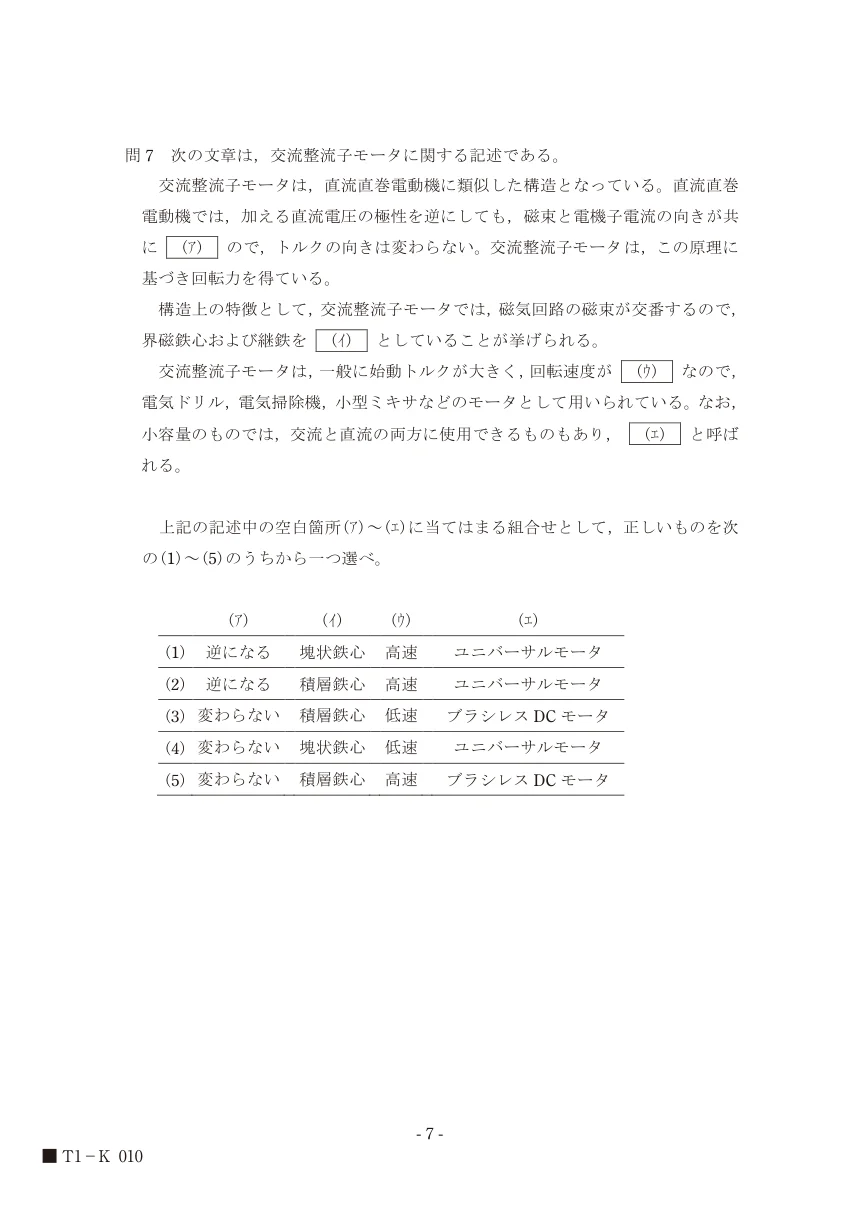 問7 次の文章は，交流整流子モータに関する記述である。
交流整流子モータは，直流直巻電動機に類似した構造となっている。直流直巻
電動機では，加える直流電圧の極性を逆にしても，磁束と電機子電流の向きが共
に (ア) ので，トルクの向きは変わらない。交流整流子モータは，この原理に
基づき回転力を得ている。
構造上の特徴として，交流整流子モータでは，磁気回路の磁束が交番するので，
界磁鉄心および継鉄を (イ) としていることが挙げられる。
交流整流子モータは，一般に始動トルクが大きく，回転速度が (ウ) なので，
電気ドリル，電気掃除機，小型ミキサなどのモータとして用いられている。なお，
小容量のものでは，交流と直流の両方に使用できるものもあり， (エ) と呼ば
れる。
上記の記述中の空白箇所(ア)～(エ)に当てはまる組合せとして，正しいものを次
の(1)～(5)のうちから一つ選べ。
(ア) (イ) (ウ) (エ)
(1) 逆になる 塊状鉄心 高速 ユニバーサルモータ
(2) 逆になる 積層鉄心 高速 ユニバーサルモータ
(3) 変わらない 積層鉄心 低速 ブラシレス DC モータ
(4) 変わらない 塊状鉄心 低速 ユニバーサルモータ
(5) 変わらない 積層鉄心 高速 ブラシレス DC モータ
- 7 -
■ T1－K 010